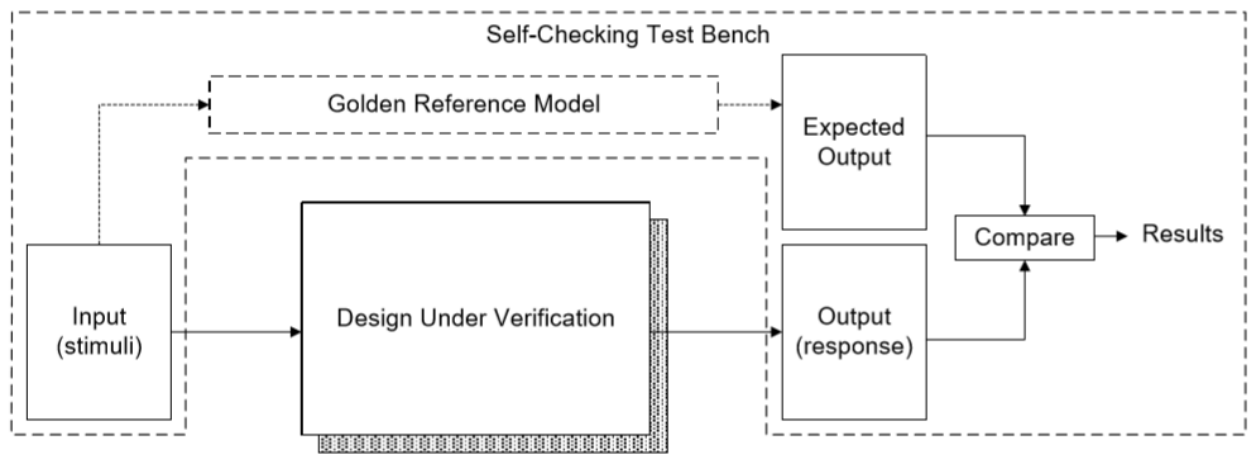 Self-Checking Test Bench
Golden Reference Model
Expected
Output
Compare
Results
Input
(stimuli)
Design Under Verification
Output
(response)